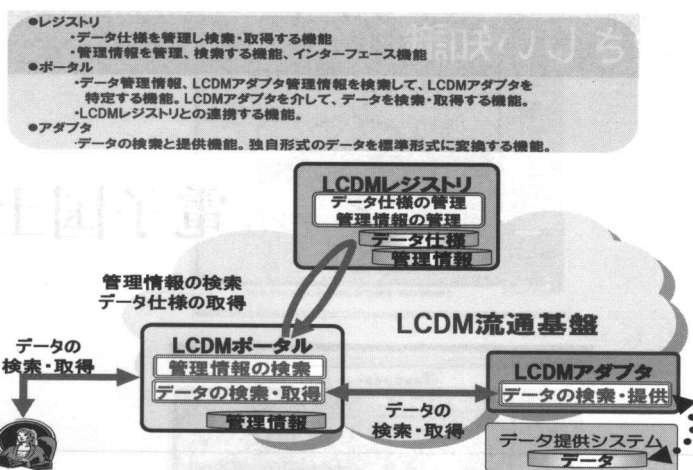 ●レジストリ
・データ仕様を管理し検索・取得する機能
・管理情報を管理、検索する機能、インターフェース機能
●ポータル
・データ管理情報、LCDMアダプタ管理情報を検索して、LCDMアダプタを
特定する機能。LCDMアダプタを介して、データを検索・取得する機能。
・LCDMレジストリとの連携する機能。
●アダプタ
・データの検索と提供機能。独自形式のデータを標準形式に変換する機能。
LCDMレジストリ
データ仕様の管理
管理情報の管理
データ仕様
管理情報
管理情報の検索
データ仕様の取得
LCDM流通基盤
データの
検索・取得
LCDMポータル
管理情報の検索
データの検索・取得
管理情報
データの
検索・取得
LCDMアダプタ
データの検索・提供
データ提供システム
データ